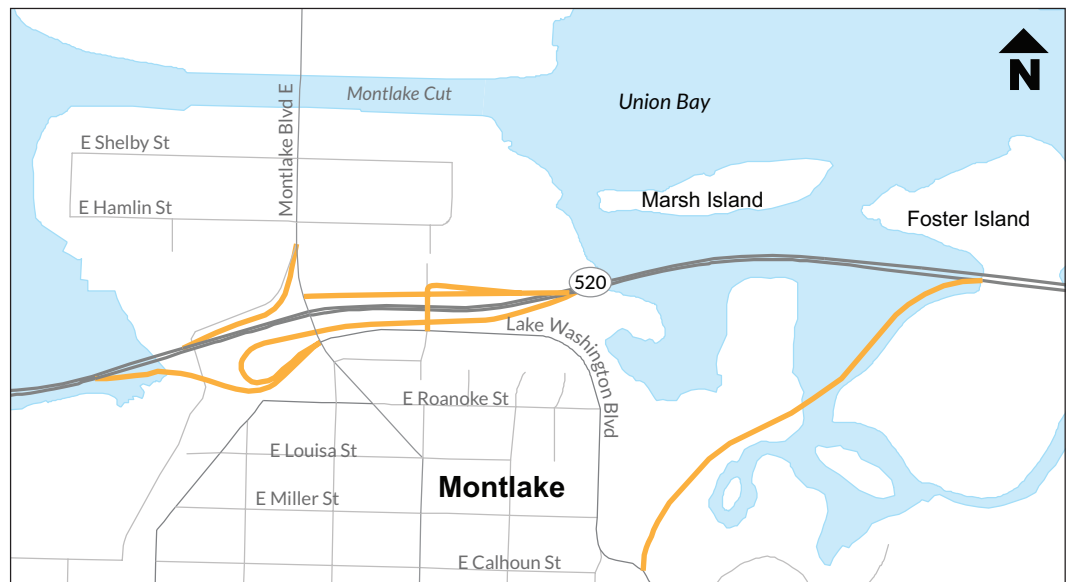 N
Montlake Cut
Union Bay
Montlake Blvd E
E Shelby St
E Hamlin St
Marsh Island
Foster Island
520
Lake Washington Blvd
E Roanoke St
E Louisa St
Montlake
E Miller St
E Calhoun St